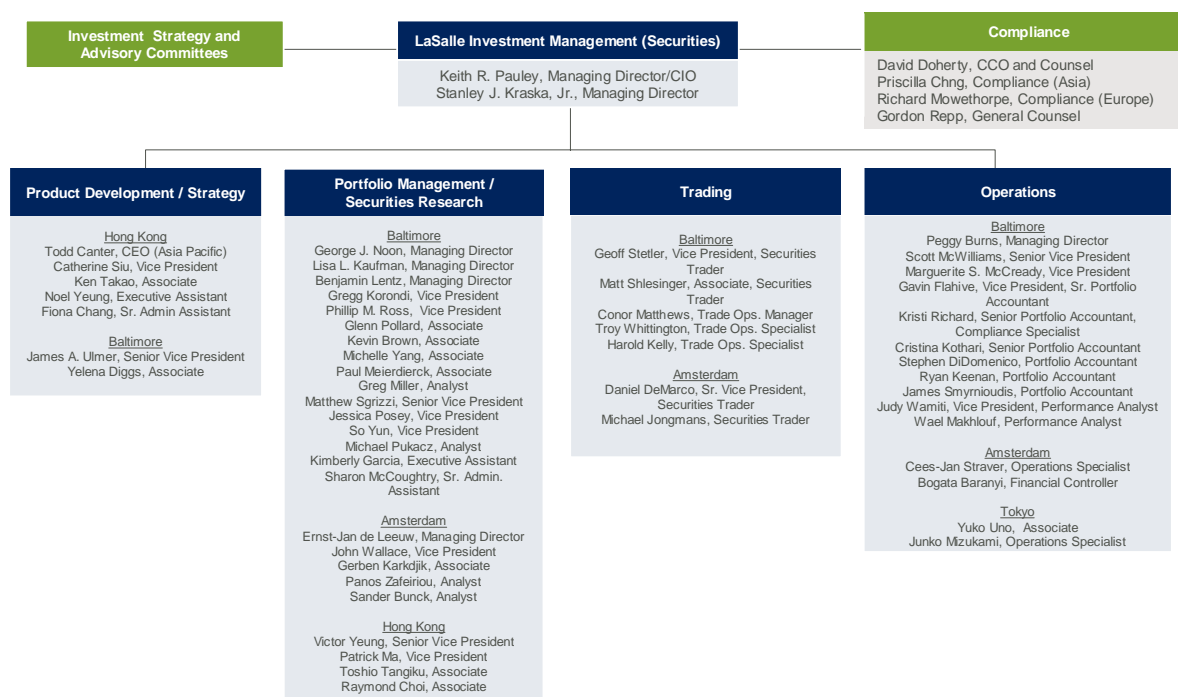 Investment Strategy and
Advisory Committees
LaSalle Investment Management (Securities)
Keith R. Pauley, Managing Director/CIO
Stanley J. Kraska, Jr., Managing Director
Compliance
David Doherty, CCO and Counsel
Priscilla Chng, Compliance (Asia)
Richard Mowethorpe, Compliance (Europe)
Gordon Repp, General Counsel
Product Development / Strategy
Hong Kong
Todd Canter, CEO (Asia Pacific)
Catherine Siu, Vice President
Ken Takao, Associate
Noel Yeung, Executive Assistant
Fiona Chang, Sr. Admin Assistant
Baltimore
James A. Ulmer, Senior Vice President
Yelena Diggs, Associate
Portfolio Management /
Securities Research
Baltimore
George J. Noon, Managing Director
Lisa L. Kaufman, Managing Director
Benjamin Lentz, Managing Director
Gregg Korondi, Vice President
Phillip M. Ross, Vice President
Glenn Pollard, Associate
Kevin Brown, Associate
Michelle Yang, Associate
Paul Meierdierck, Associate
Greg Miller, Analyst
Matthew Sgrizzi, Senior Vice President
Jessica Posey, Vice President
So Yun, Vice President
Michael Pukacz, Analyst
Kimberly Garcia, Executive Assistant
Sharon McCoughtry, Sr. Admin.
Assistant
Amsterdam
Ernst-Jan de Leeuw, Managing Director
John Wallace, Vice President
Gerben Karkdjik, Associate
Panos Zafeiriou, Analyst
Sander Bunck, Analyst
Hong Kong
Victor Yeung, Senior Vice President
Patrick Ma, Vice President
Toshio Tangiku, Associate
Raymond Choi, Associate
Trading
Baltimore
Geoff Stetler, Vice President, Securities
Trader
Matt Shlesinger, Associate, Securities
Trader
Conor Matthews, Trade Ops. Manager
Troy Whittington, Trade Ops. Specialist
Harold Kelly, Trade Ops. Specialist
Amsterdam
Daniel DeMarco, Sr. Vice President,
Securities Trader
Michael Jongmans, Securities Trader
Operations
Baltimore
Peggy Burns, Managing Director
Scott McWilliams, Senior Vice President
Marguerite S. McCready, Vice President
Gavin Flahive, Vice President, Sr. Portfolio
Accountant
Kristi Richard, Senior Portfolio Accountant,
Compliance Specialist
Cristina Kothari, Senior Portfolio Accountant
Stephen DiDomenico, Portfolio Accountant
Ryan Keenan, Portfolio Accountant
James Smyrnioudis, Portfolio Accountant
Judy Wamiti, Vice President, Performance Analyst
Wael Makhlouf, Performance Analyst
Amsterdam
Cees-Jan Straver, Operations Specialist
Bogata Baranyi, Financial Controller
Tokyo
Yuko Uno, Associate
Junko Mizukami, Operations Specialist